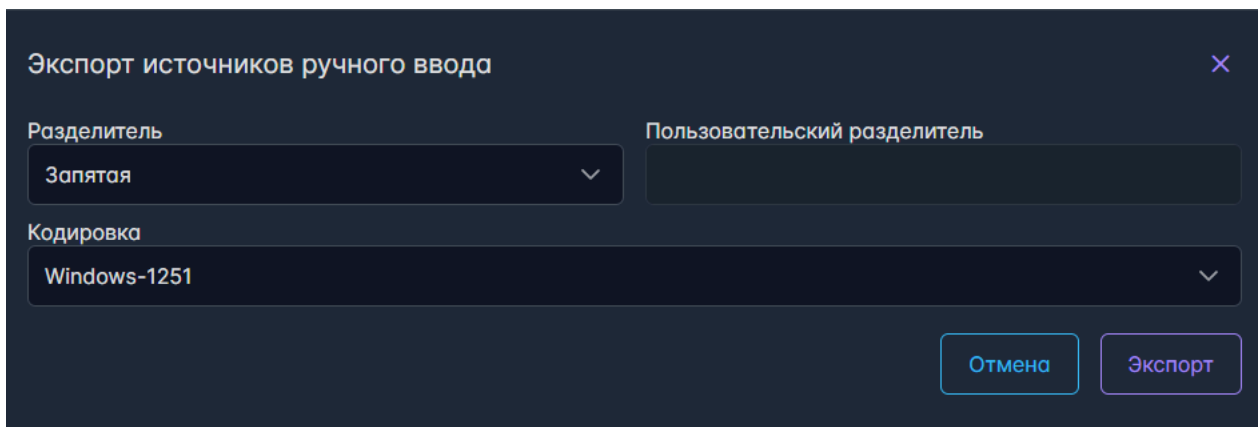 Экспорт источников ручного ввода
Разделитель
Пользовательский разделитель
Запятая
Кодировка
Windows-1251
Отмена
Экспорт